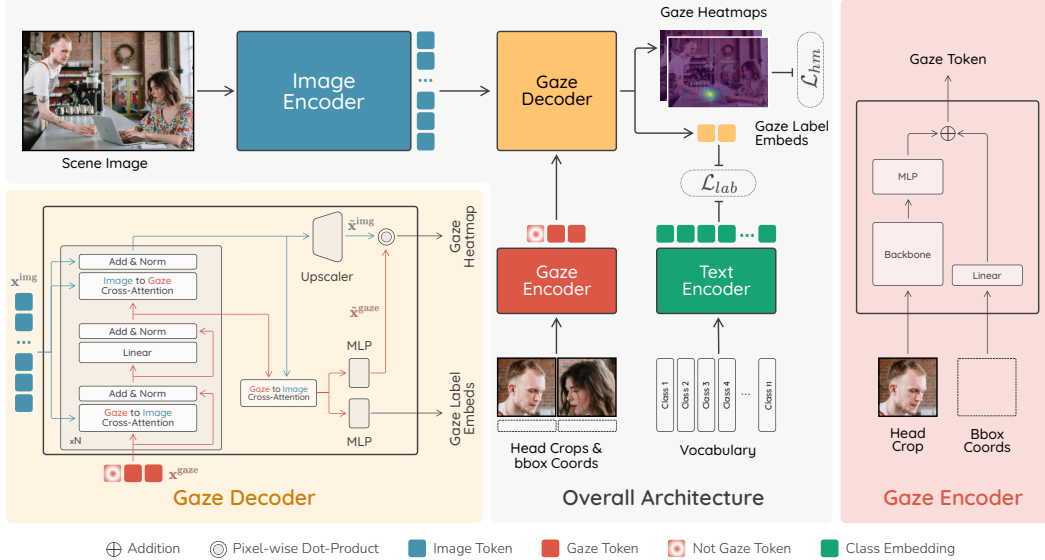 Gaze Heatmaps
Image
Encoder
...
Gaze
Decoder
ℒhm
Scene Image
Gaze Label
Embeds
ℒlab
Gaze
Encoder
Text
Encoder
...
Class 1
Class 2
Class 3
Class 4
...
Class n
Head Crops &
bbox Coords
Vocabulary
Overall Architecture
x^img
...
Add & Norm
Image to Gaze
Cross-Attention
Add & Norm
Linear
Add & Norm
Gaze to Image
Cross-Attention
xN
x^gaze
Upscaler
x̃^img
x̃^gaze
Gaze to Image
Cross-Attention
MLP
MLP
Gaze
Heatmap
Gaze Label
Embeds
Gaze Decoder
Gaze Token
MLP
Backbone
Linear
Head
Crop
Bbox
Coords
Gaze Encoder
Addition
Pixel-wise Dot-Product
Image Token
Gaze Token
Not Gaze Token
Class Embedding